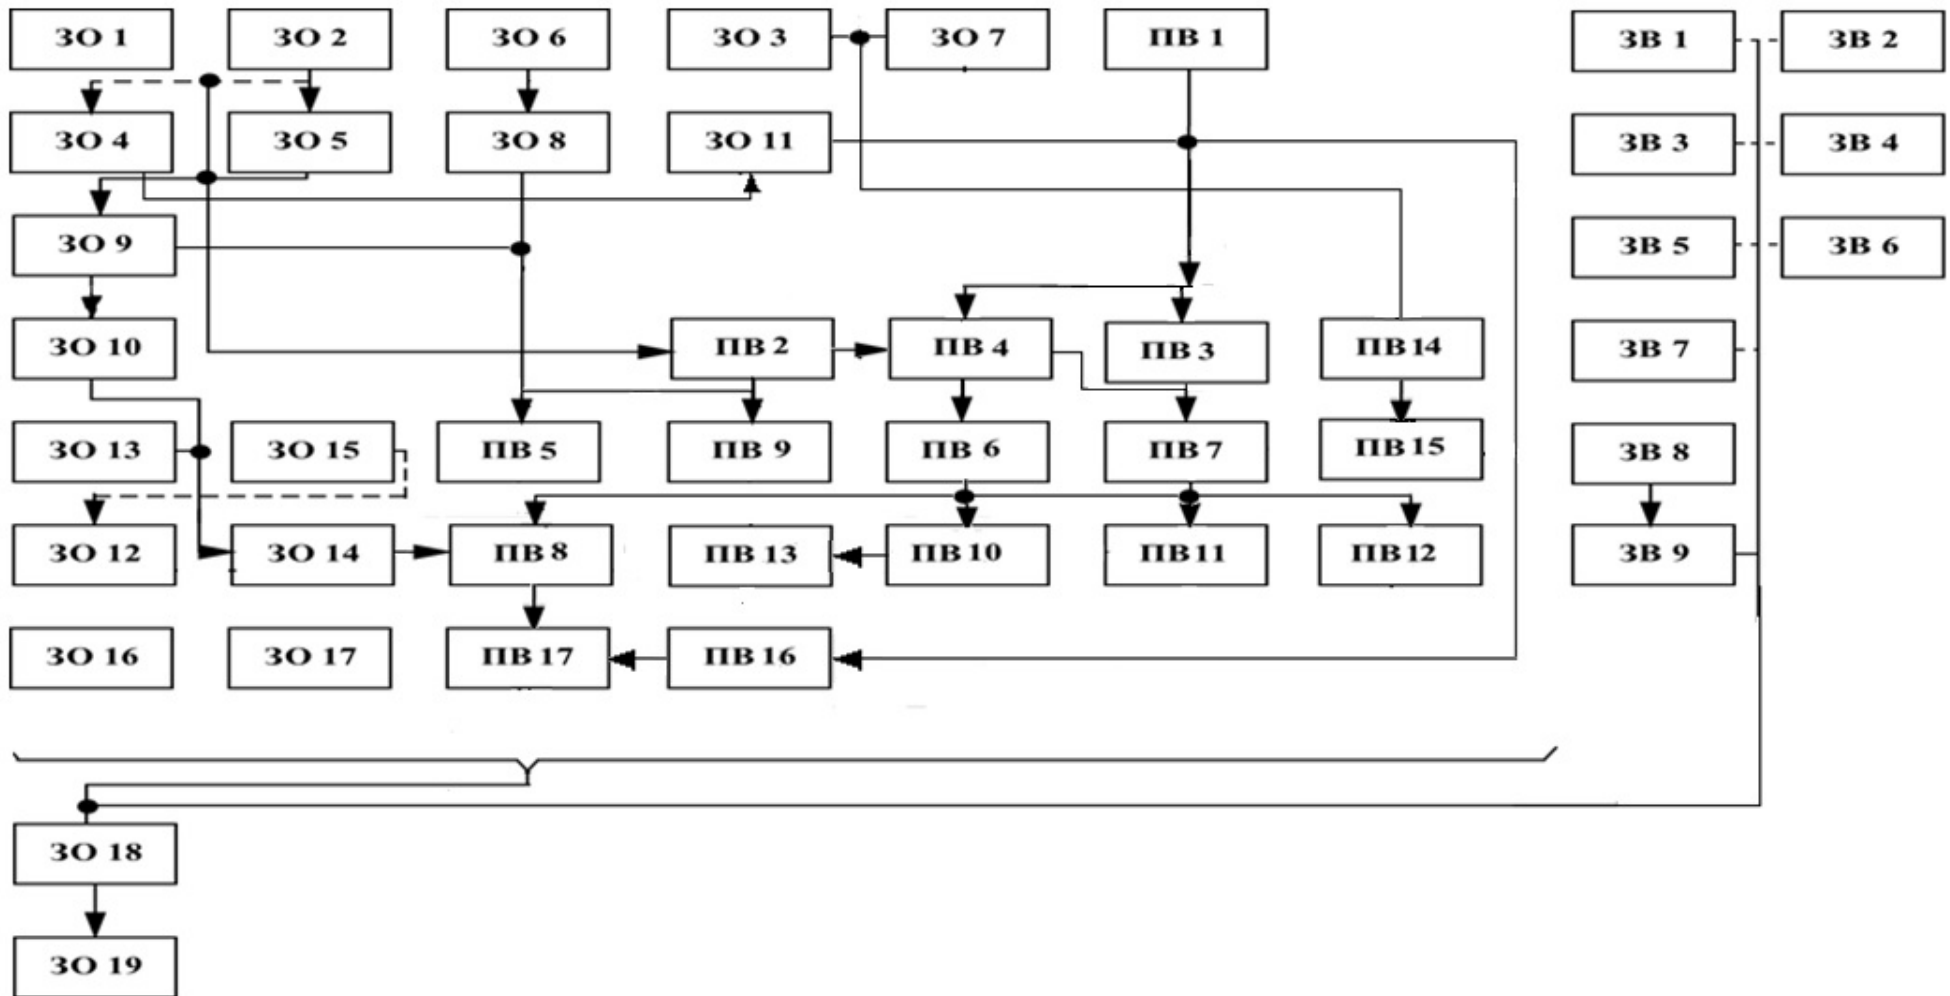 ЗО 1 ЗО 2 ЗО 6 ЗО 3 ЗО 7 ПВ 1 ЗВ 1 ЗВ 2
ЗО 4 ЗО 5 ЗО 8 ЗО 11 ЗВ 3 ЗВ 4
ЗО 9 ЗВ 5 ЗВ 6
ЗО 10 ПВ 2 ПВ 4 ПВ 3 ПВ 14 ЗВ 7
ЗО 13 ЗО 15 ПВ 5 ПВ 9 ПВ 6 ПВ 7 ПВ 15 ЗВ 8
ЗО 12 ЗО 14 ПВ 8 ПВ 13 ПВ 10 ПВ 11 ПВ 12 ЗВ 9
ЗО 16 ЗО 17 ПВ 17 ПВ 16
ЗО 18
ЗО 19